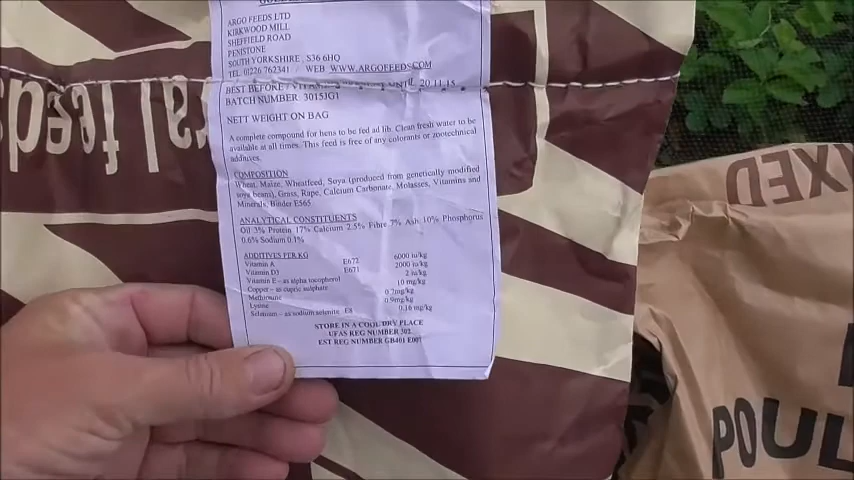 ARGO FEEDS LTD
KIRKWOOD MILL
SHEFFIELD ROAD
PENISTONE
SOUTH YORKSHIRE S36 6HQ
TEL 01226 762341 / WEB WWW.ARGOFEEDS.COM
BEST BEFORE / VITAMINS UNTIL 20.11.15
BATCH NUMBER 3015JG1
NETT WEIGHT ON BAG
A complete compound for hens to be fed ad lib. Clean fresh water to be
available at all times. This feed is free of any colorants or zootechnical
additives.
COMPOSITION
Wheat, Maize, Wheatfeed, Soya (produced from genetically modified
soya beans), Grass, Rape, Calcium Carbonate, Molasses, Vitamins and
Minerals, Binder E565
ANALYTICAL CONSTITUENTS
Oil 3% Protein 17% Calcium 2.5% Fibre 7% Ash 10% Phosphorus
0.6% Sodium 0.1%
ADDITIVES PER KG
Vitamin A E672 6000 iu/kg
Vitamin D3 E671 2000 iu/kg
Vitamin E – as alpha tocopherol 2 iu/kg
Copper – as cupric sulphate 10 mg/kg
Methionine 0.2mg/kg
Lysine 0.9mg/kg
Selenium – as sodium selenite E8 0.16 mg/kg
STORE IN A COOL DRY PLACE
UFAS REG NUMBER 302
EST REG NUMBER GB401 E007
feeds
MIXED
POUL